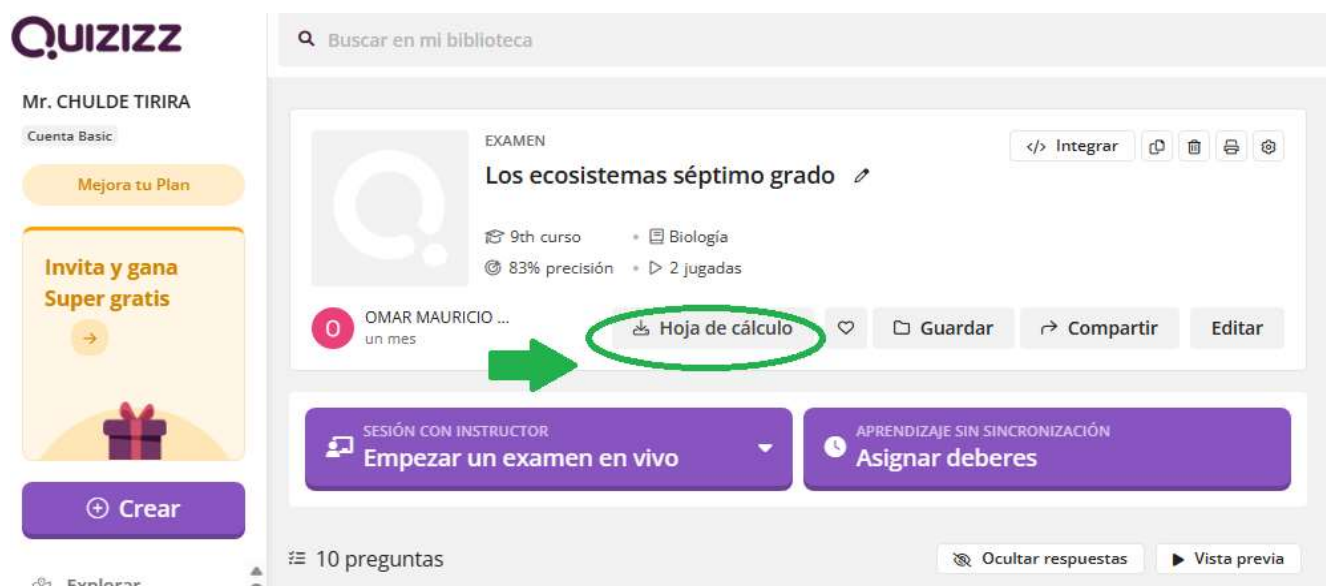 QUIZIZZ
Buscar en mi biblioteca
Mr. CHULDE TIRIRA
Cuenta Basic
Mejora tu Plan
Invita y gana
Super gratis
Crear
Explorar
EXAMEN
Integrar
Los ecosistemas séptimo grado
9th curso • Biología
83% precisión • 2 jugadas
O
OMAR MAURICIO ...
un mes
Hoja de cálculo
Guardar
Compartir
Editar
SESIÓN CON INSTRUCTOR
Empezar un examen en vivo
APRENDIZAJE SIN SINCRONIZACIÓN
Asignar deberes
10 preguntas
Ocultar respuestas
Vista previa